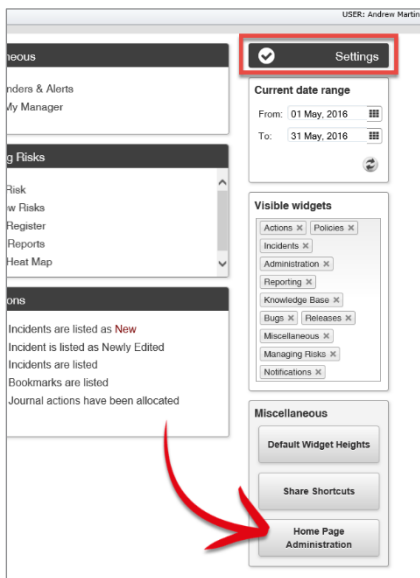 USER: Andrew Martin
neous
nders & Alerts
My Manager
g Risks
Risk
w Risks
Register
Reports
Heat Map
ons
Incidents are listed as New
Incident is listed as Newly Edited
Incidents are listed
Bookmarks are listed
Journal actions have been allocated
Settings
Current date range
From: 01 May, 2016
To: 31 May, 2016
Visible widgets
Actions × Policies ×
Incidents ×
Administration ×
Reporting ×
Knowledge Base ×
Bugs × Releases ×
Miscellaneous ×
Managing Risks ×
Notifications ×
Miscellaneous
Default Widget Heights
Share Shortcuts
Home Page
Administration